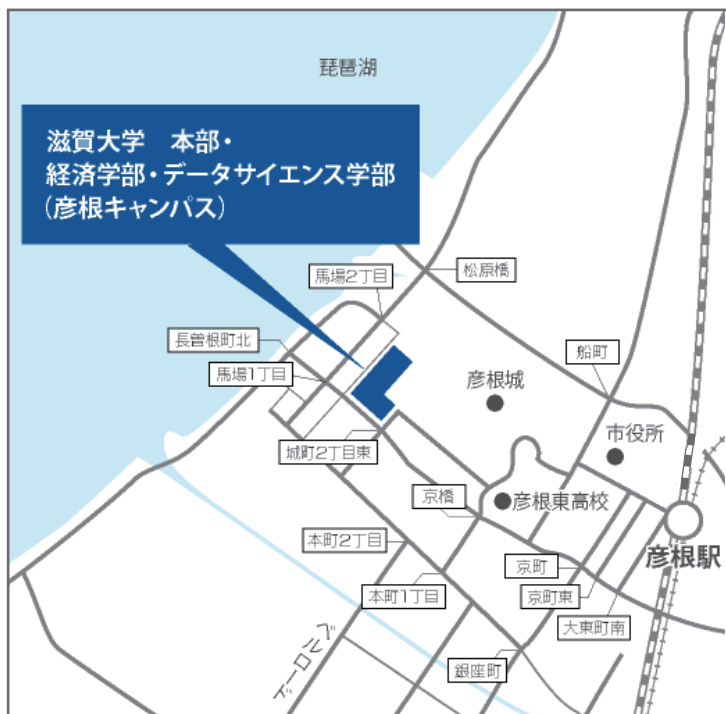 琵琶湖
滋賀大学　本部・
経済学部・データサイエンス学部
（彦根キャンパス）
馬場2丁目
松原橋
長曽根町北
馬場1丁目
船町
彦根城
市役所
城町2丁目東
京橋
彦根東高校
本町2丁目
彦根駅
京町
本町1丁目
京町東
大東町南
ベルロード
銀座町